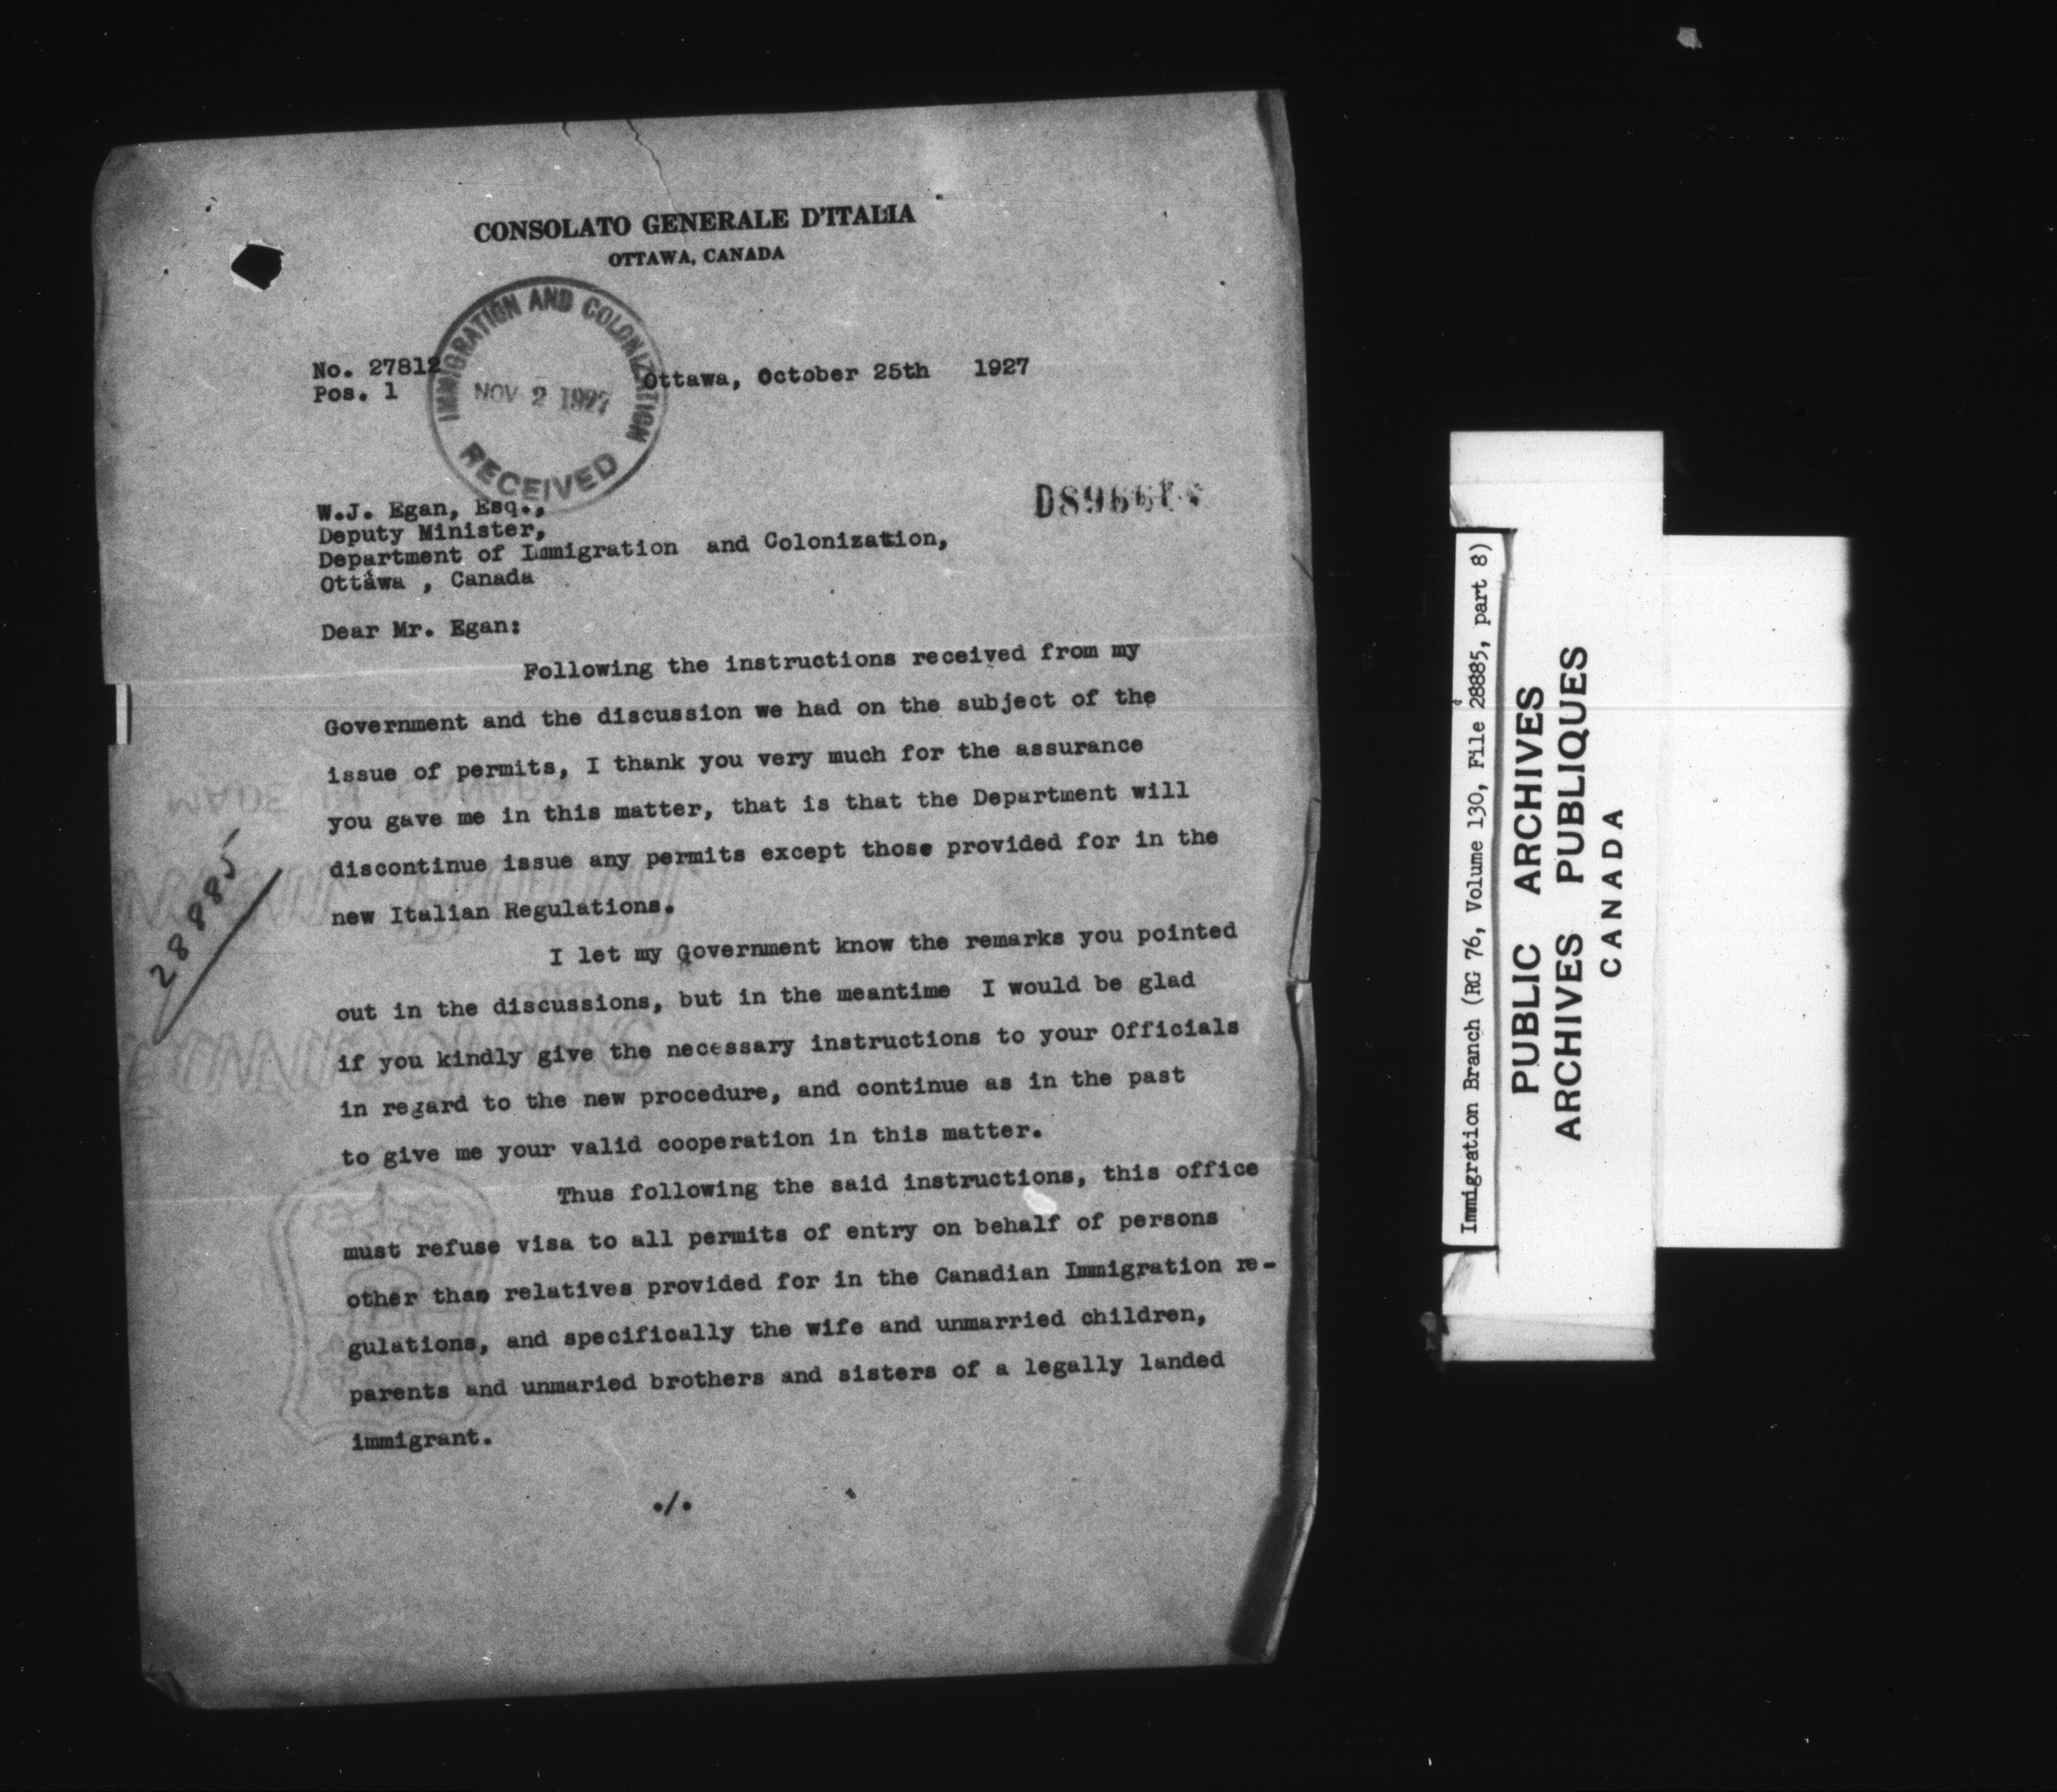 CONSOLATO GENERALE D'ITALIA
OTTAWA, CANADA
No. 27812
Pos. 1
IMMIGRATION AND COLONIZATION
NOV 2 1927
RECEIVED
Ottawa, October 25th 1927
W.J. Egan, Esq.,
Deputy Minister,
Department of Immigration and Colonization,
Ottawa , Canada
Dear Mr. Egan:
Following the instructions received from my
Government and the discussion we had on the subject of the
issue of permits, I thank you very much for the assurance
you gave me in this matter, that is that the Department will
discontinue issue any permits except those provided for in the
new Italian Regulations.
I let my Government know the remarks you pointed
out in the discussions, but in the meantime I would be glad
if you kindly give the necessary instructions to your Officials
in regard to the new procedure, and continue as in the past
to give me your valid cooperation in this matter.
Thus following the said instructions, this office
must refuse visa to all permits of entry on behalf of persons
other than relatives provided for in the Canadian Immigration re-
gulations, and specifically the wife and unmarried children,
parents and unmaried brothers and sisters of a legally landed
immigrant.
./.
28885
MADE IN CANADA
Immigration Branch (RG 76, Volume 130, File 28885, part 8)
PUBLIC ARCHIVES
ARCHIVES PUBLIQUES
CANADA